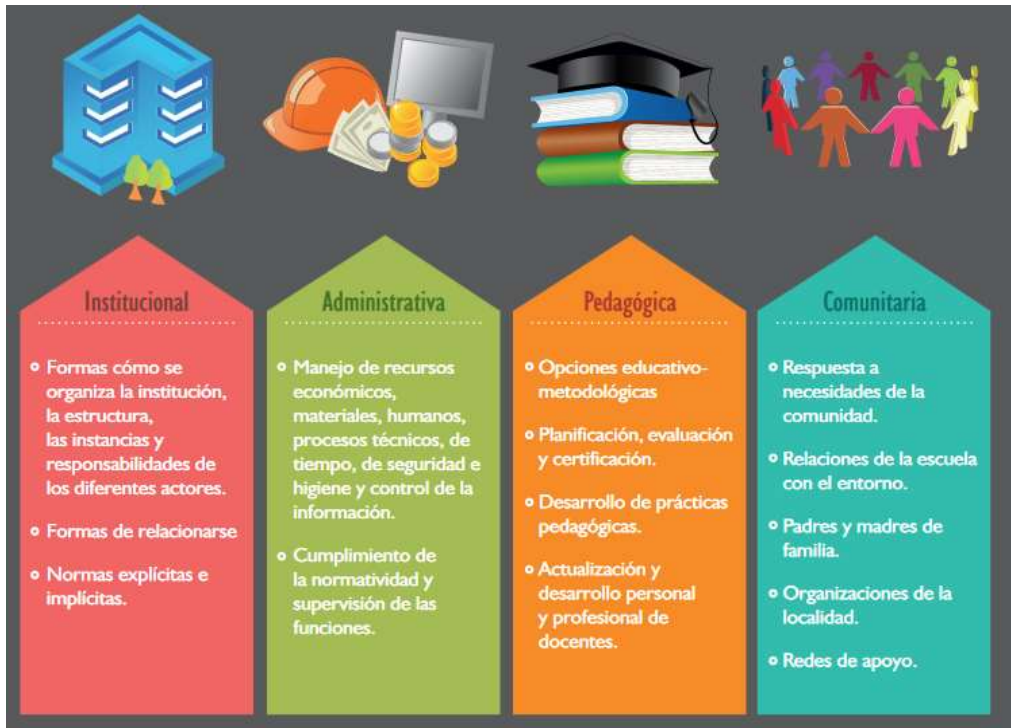 Institucional
Formas cómo se
organiza la institución,
la estructura,
las instancias y
responsabilidades de
los diferentes actores.
Formas de relacionarse
Normas explícitas e
implícitas.
Administrativa
Manejo de recursos
económicos,
materiales, humanos,
procesos técnicos, de
tiempo, de seguridad e
higiene y control de la
información.
Cumplimiento de
la normatividad y
supervisión de las
funciones.
Pedagógica
Opciones educativo-
metodológicas
Planificación, evaluación
y certificación.
Desarrollo de prácticas
pedagógicas.
Actualización y
desarrollo personal
y profesional de
docentes.
Comunitaria
Respuesta a
necesidades de la
comunidad.
Relaciones de la escuela
con el entorno.
Padres y madres de
familia.
Organizaciones de la
localidad.
Redes de apoyo.